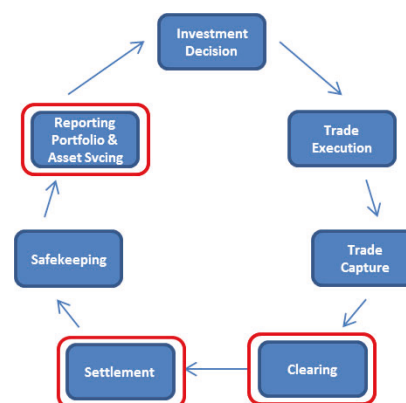 Investment
Decision
Trade
Execution
Trade
Capture
Clearing
Settlement
Safekeeping
Reporting
Portfolio &
Asset Svcing